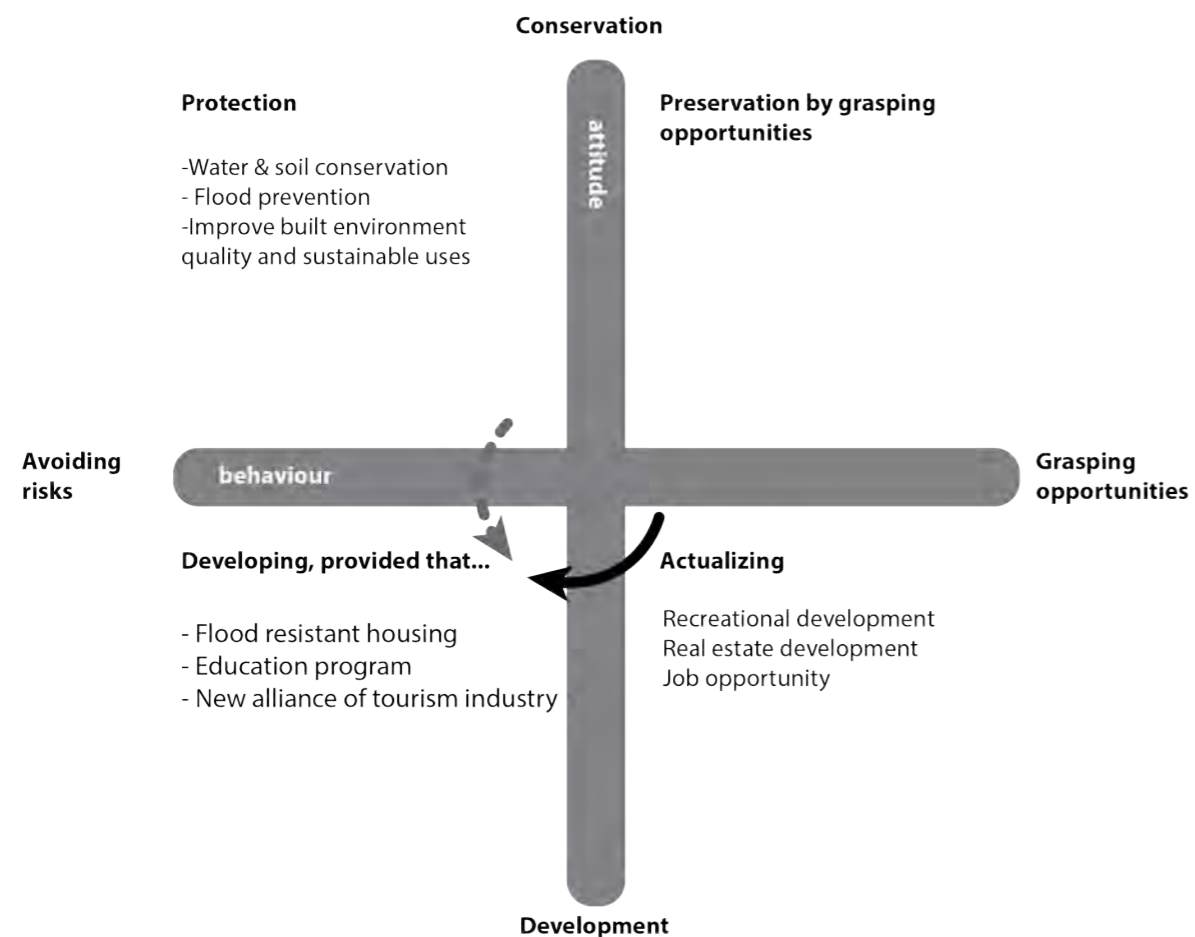 Conservation
Protection
-Water & soil conservation
- Flood prevention
-Improve built environment
quality and sustainable uses
Preservation by grasping
opportunities
attitude
Avoiding
risks
behaviour
Grasping
opportunities
Developing, provided that...
- Flood resistant housing
- Education program
- New alliance of tourism industry
Actualizing
Recreational development
Real estate development
Job opportunity
Development